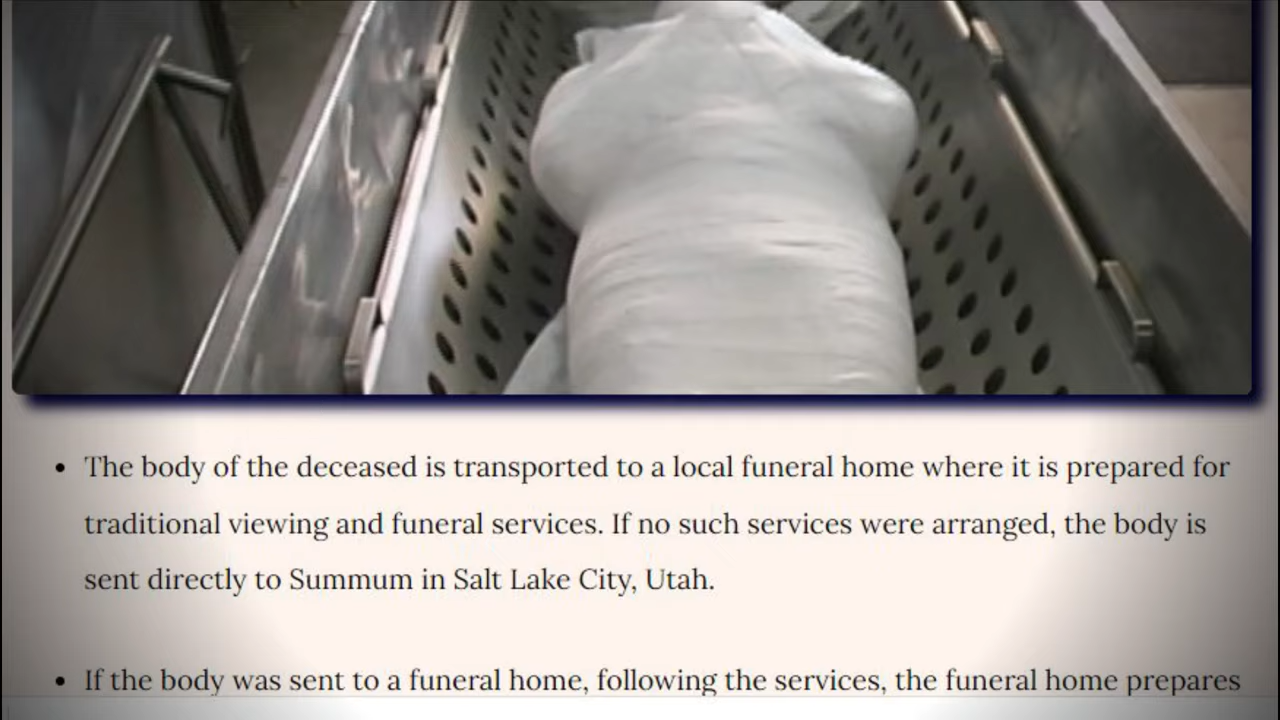 • The body of the deceased is transported to a local funeral home where it is prepared for
traditional viewing and funeral services. If no such services were arranged, the body is
sent directly to Summum in Salt Lake City, Utah.
• If the body was sent to a funeral home, following the services, the funeral home prepares